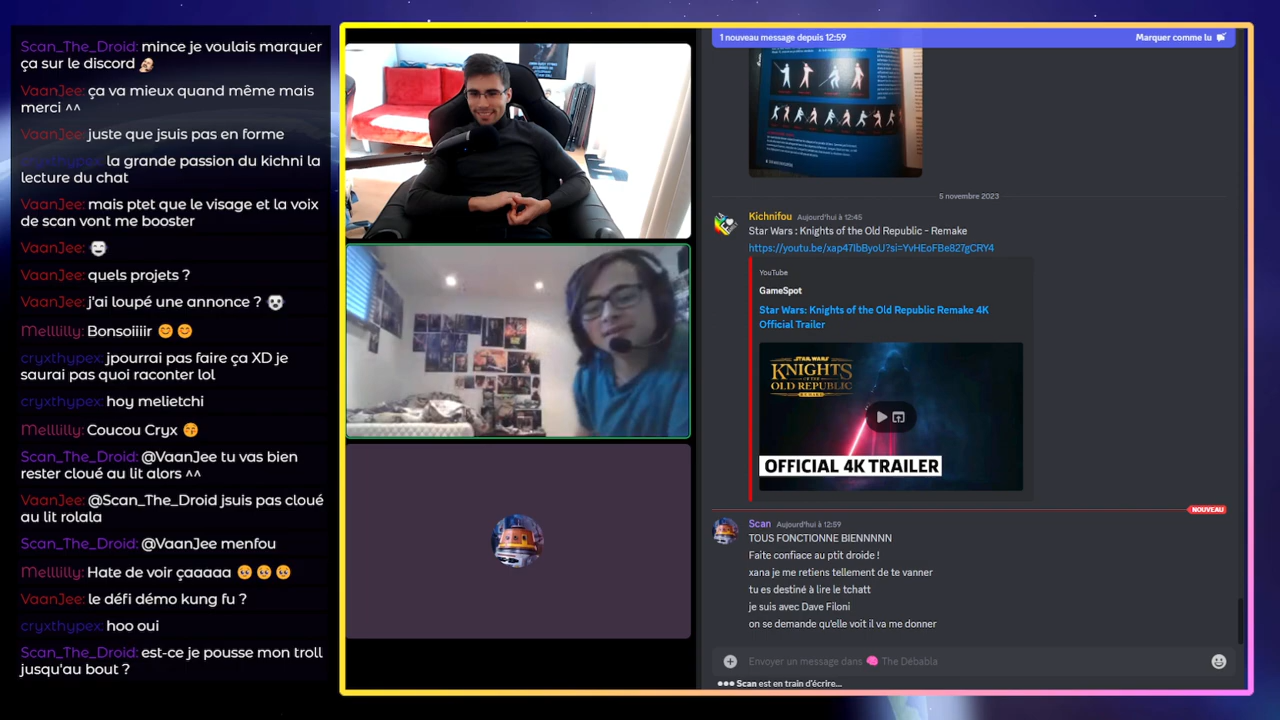 Scan_The_Droid: mince je voulais marquer
ça sur le disco
VaanJee: ça va mieux quand même mais
merci ^^
VaanJee: juste que jsuis pas en forme
cryxthypex: la grande passion du kichni la
lecture du chat
VaanJee: mais ptet que le visage et la voix
de scan vont me booster
VaanJee:
VaanJee: quels projets ?
VaanJee: j'ai loupé une annonce ?
Melllilly: Bonsoiiiir
cryxthypex: jpourrai pas faire ça XD je
saurai pas quoi rconter lol
cryxthypex: hoy melietchi
Melllilly: Coucou Cryx
Scan_The_Droid: @VaanJee tu vas bien
rester cloué au lit alors ^^
VaanJee: @Scan_The_Droid jsuis pas cloué
au lit rolala
Scan_The_Droid: @VaanJee menfou
Melllilly: Hate de voir çaaaaa
VaanJee: le défi démo kung fu ?
cryxthypex: hoo oui
Scan_The_Droid: est-ce je pousse mon troll
jusqu'au bout ?
1 nouveau message depuis 12:59
Marquer comme lu
5 novembre 2023
Kichnifou Aujourd'hui à 12:45
Star Wars : Knights of the Old Republic - Remake
https://youtu.be/xap47IbByoU?si=YvHEoFBe827gCRY4
YouTube
GameSpot
Star Wars: Knights of the Old Republic Remake 4K
Official Trailer
STAR WARS
KNIGHTS
OF THE
OLD REPUBLIC
REMAKE
OFFICIAL 4K TRAILER
NOUVEAU
Scan Aujourd'hui à 12:59
TOUS FONCTIONNE BIENNNNN
Faite confiace au ptit droide !
xana je me retiens tellement de te vanner
tu es destiné à lire le tchatt
je suis avec Dave Filoni
on se demande qu'elle voit il va me donner
Envoyer un message dans The Débabla
Scan est en train d'écrire...